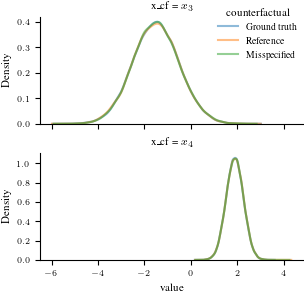 x_cf = x₃
counterfactual
Ground truth
Reference
Misspecified
Density
0.4
0.3
0.2
0.1
0.0
x_cf = x₄
Density
1.0
0.8
0.6
0.4
0.2
0.0
−6 −4 −2 0 2 4
value